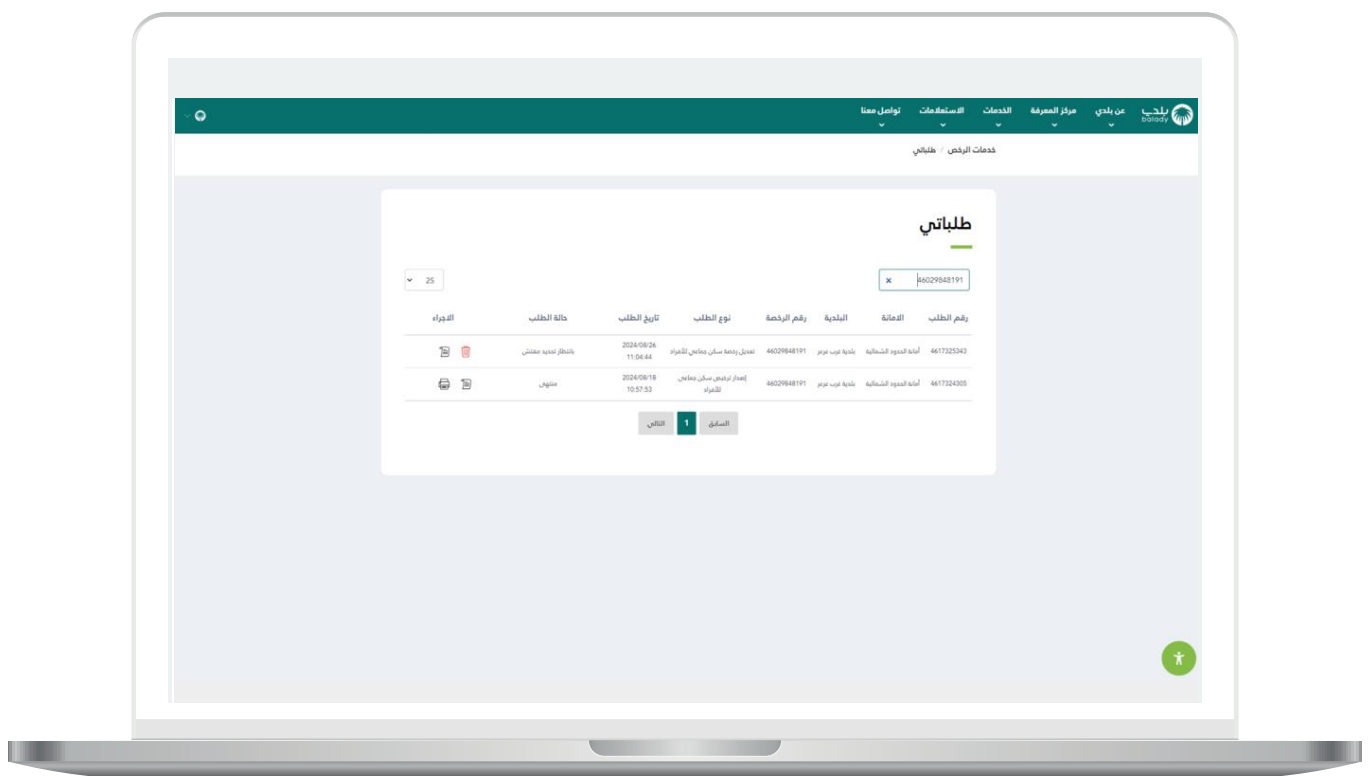 بلدي
balady
عن بلدي
مركز المعرفة
الخدمات
الاستعلامات
تواصل معنا
خدمات الرخص / طلباتي
طلباتي
46029848191 ×
25
رقم الطلب الامانة البلدية رقم الرخصة نوع الطلب تاريخ الطلب حالة الطلب الاجراء
4617325343 أمانة الحدود الشمالية بلدية غرب عرعر 46029848191 تعديل رخصة سكن جماعي للأفراد 2024/08/26 بانتظار تحديد مفتش
11:04:44
4617324305 أمانة الحدود الشمالية بلدية غرب عرعر 46029848191 إصدار ترخيص سكن جماعي 2024/08/18 منتهي
للأفراد 10:57:53
السابق 1 التالي